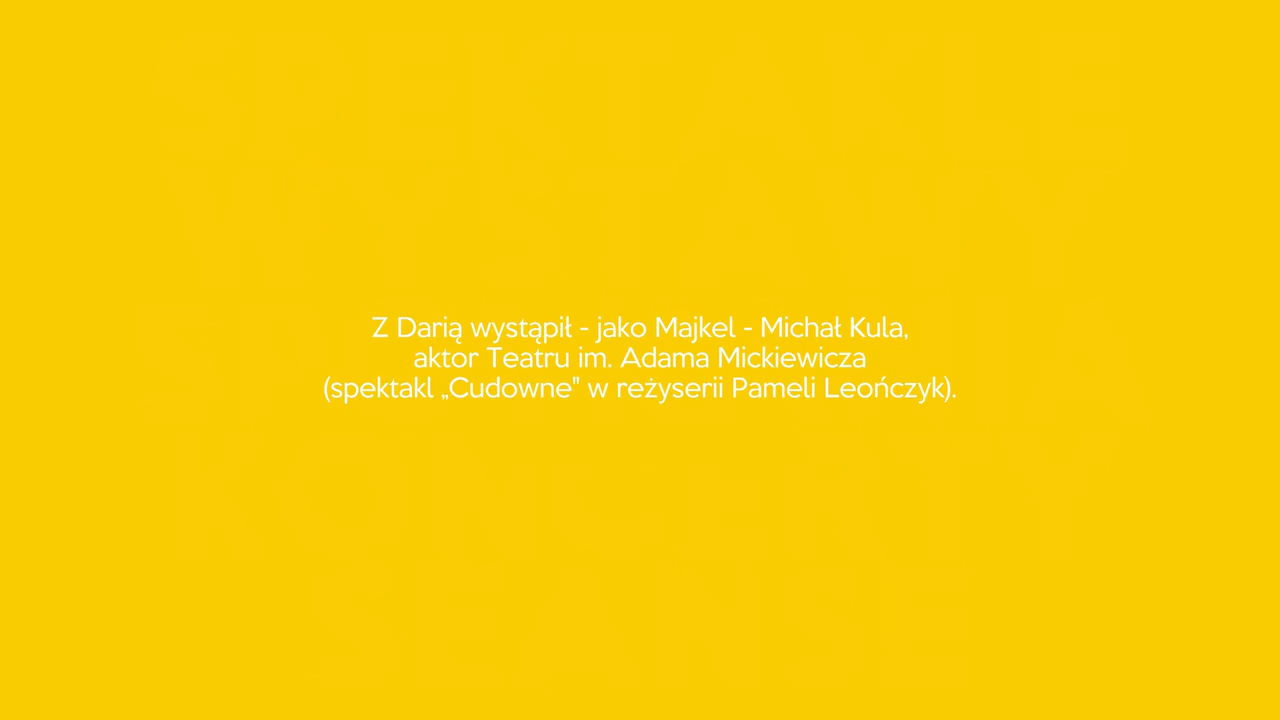 Z Darią wystąpił - jako Majkel - Michał Kula,
aktor Teatru im. Adama Mickiewicza
(spektakl „Cudowne" w reżyserii Pameli Leończyk).